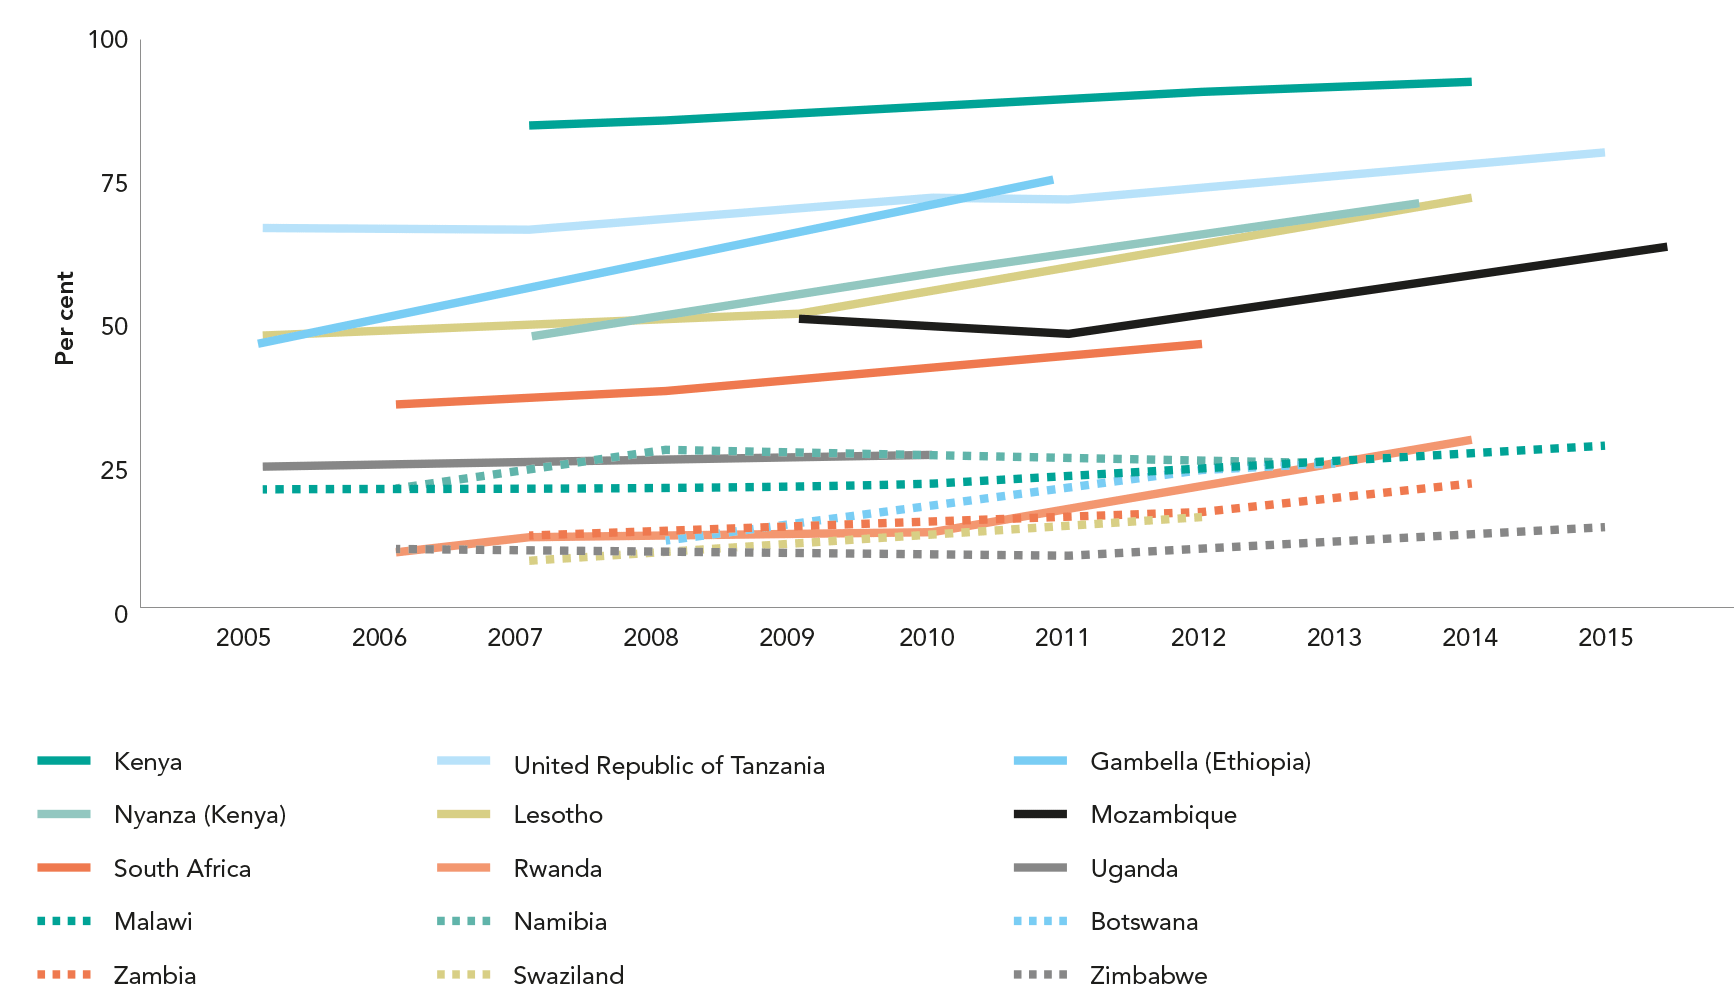 100
75
50
25
0
Per cent
2005 2006 2007 2008 2009 2010 2011 2012 2013 2014 2015
Kenya United Republic of Tanzania Gambella (Ethiopia)
Nyanza (Kenya) Lesotho Mozambique
South Africa Rwanda Uganda
Malawi Namibia Botswana
Zambia Swaziland Zimbabwe